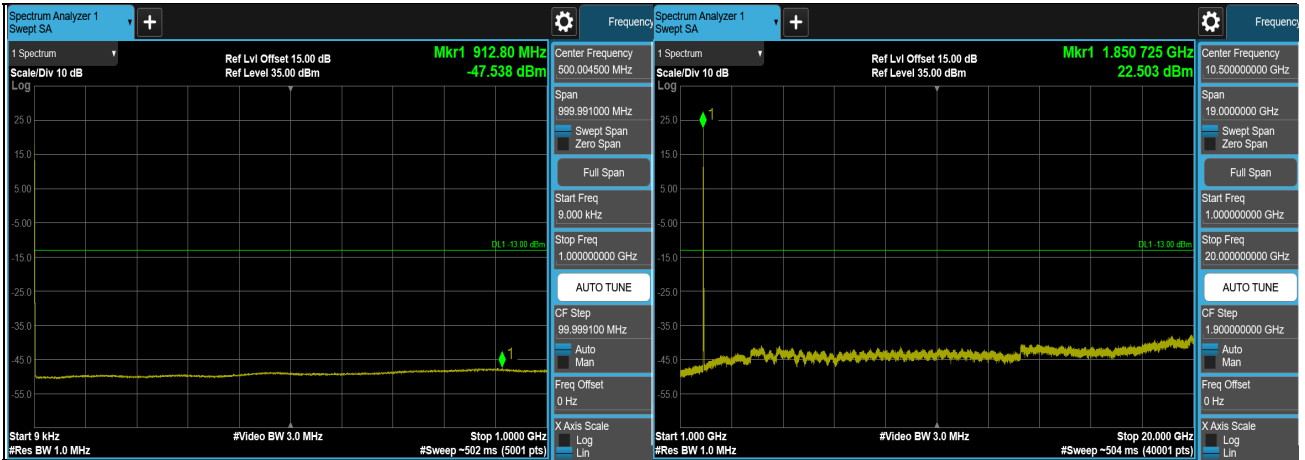 Spectrum Analyzer 1
Swept SA
+
Frequency
1 Spectrum
Scale/Div 10 dB
Log
Ref Lvl Offset 15.00 dB
Ref Level 35.00 dBm
Mkr1 912.80 MHz
-47.538 dBm
25.0
15.0
5.00
-5.00
-15.0
-25.0
-35.0
-45.0
-55.0
DL1 -13.00 dBm
1
Start 9 kHz
#Res BW 1.0 MHz
#Video BW 3.0 MHz
Stop 1.0000 GHz
#Sweep ~502 ms (5001 pts)
Center Frequency
500.004500 MHz
Span
999.991000 MHz
Swept Span
Zero Span
Full Span
Start Freq
9.000 kHz
Stop Freq
1.000000000 GHz
AUTO TUNE
CF Step
99.999100 MHz
Auto
Man
Freq Offset
0 Hz
X Axis Scale
Log
Lin
Spectrum Analyzer 1
Swept SA
+
Frequency
1 Spectrum
Scale/Div 10 dB
Log
Ref Lvl Offset 15.00 dB
Ref Level 35.00 dBm
Mkr1 1.850 725 GHz
22.503 dBm
1
25.0
15.0
5.00
-5.00
-15.0
-25.0
-35.0
-45.0
-55.0
DL1 -13.00 dBm
Start 1.000 GHz
#Res BW 1.0 MHz
#Video BW 3.0 MHz
Stop 20.000 GHz
#Sweep ~504 ms (40001 pts)
Center Frequency
10.500000000 GHz
Span
19.0000000 GHz
Swept Span
Zero Span
Full Span
Start Freq
1.000000000 GHz
Stop Freq
20.000000000 GHz
AUTO TUNE
CF Step
1.900000000 GHz
Auto
Man
Freq Offset
0 Hz
X Axis Scale
Log
Lin